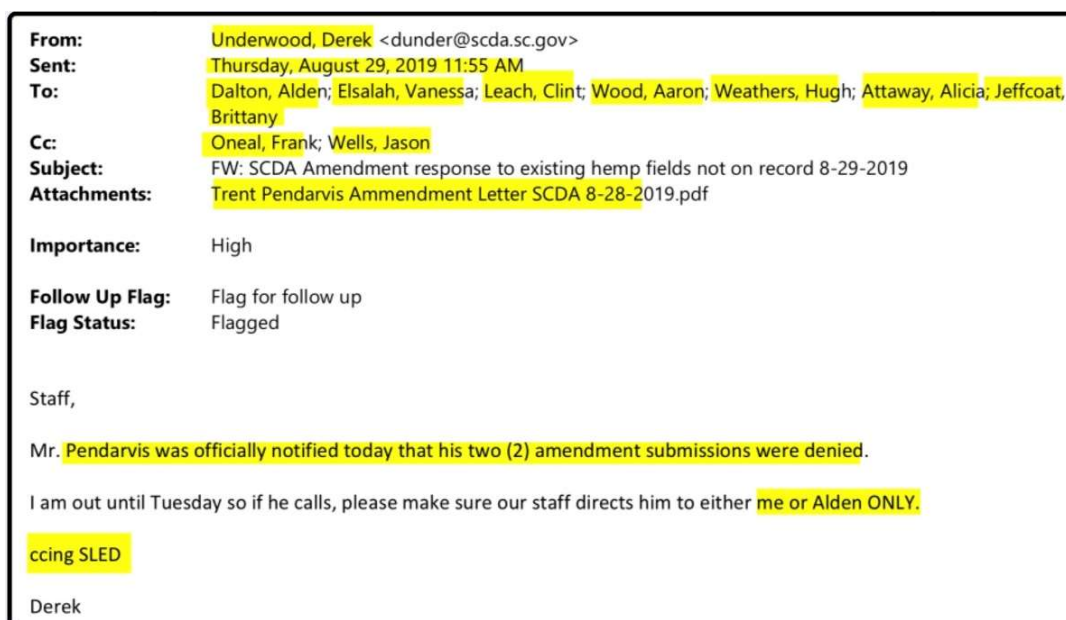 From: Underwood, Derek <dunder@scda.sc.gov>
Sent: Thursday, August 29, 2019 11:55 AM
To: Dalton, Alden; Elsalah, Vanessa; Leach, Clint; Wood, Aaron; Weathers, Hugh; Attaway, Alicia; Jeffcoat,
Brittany
Cc: Oneal, Frank; Wells, Jason
Subject: FW: SCDA Amendment response to existing hemp fields not on record 8-29-2019
Attachments: Trent Pendarvis Ammendment Letter SCDA 8-28-2019.pdf
Importance: High
Follow Up Flag: Flag for follow up
Flag Status: Flagged
Staff,
Mr. Pendarvis was officially notified today that his two (2) amendment submissions were denied.
I am out until Tuesday so if he calls, please make sure our staff directs him to either me or Alden ONLY.
ccing SLED
Derek